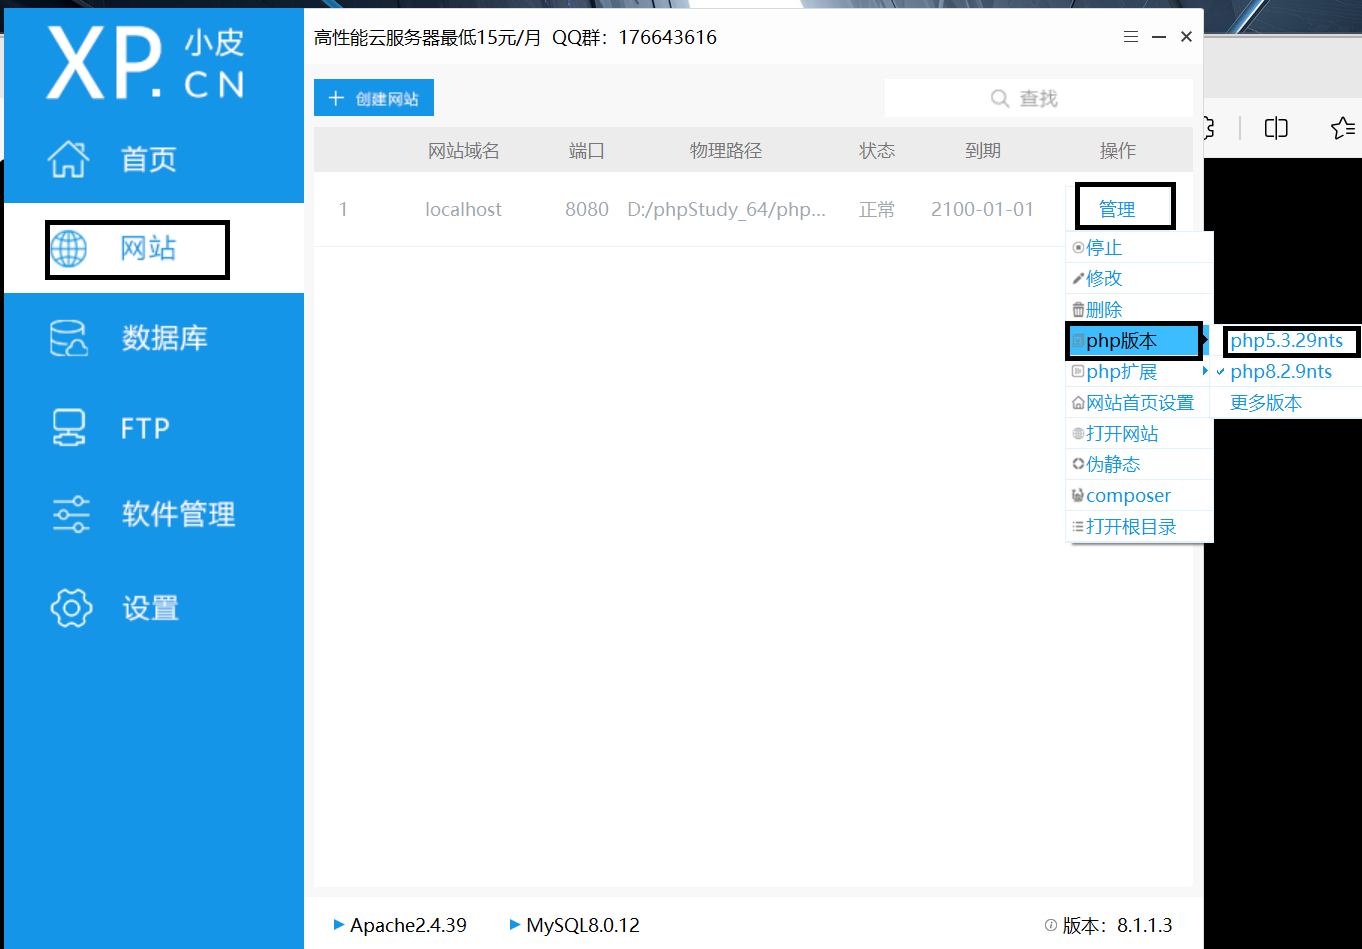 XP.小皮
CN
首页
网站
数据库
FTP
软件管理
设置
高性能云服务器最低15元/月 QQ群：176643616
创建网站
查找
网站域名 端口 物理路径 状态 到期 操作
1 localhost 8080 D:/phpStudy_64/php... 正常 2100-01-01 管理
停止
修改
删除
php版本
php扩展
网站首页设置
打开网站
伪静态
composer
打开根目录
php5.3.29nts
php8.2.9nts
更多版本
Apache2.4.39 MySQL8.0.12 版本：8.1.1.3